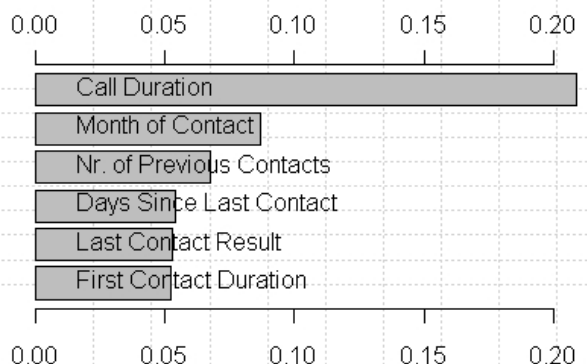 0.00 0.05 0.10 0.15 0.20
Call Duration
Month of Contact
Nr. of Previous Contacts
Days Since Last Contact
Last Contact Result
First Contact Duration
0.00 0.05 0.10 0.15 0.20